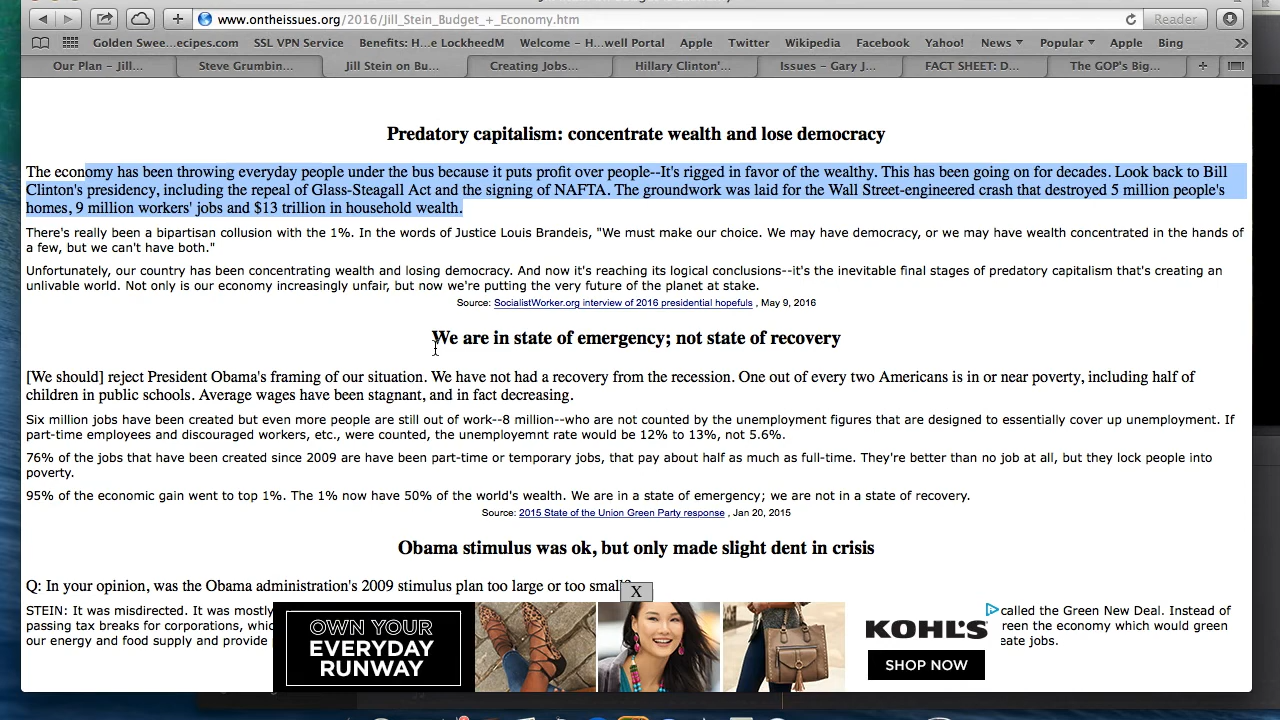 www.ontheissues.org/2016/Jill_Stein_Budget_+_Economy.htm
Reader
Golden Swee...ecipes.com SSL VPN Service Benefits: H...e LockheedM Welcome – H...well Portal Apple Twitter Wikipedia Facebook Yahoo! News Popular Apple Bing
Our Plan – Jill... Steve Grumbin... Jill Stein on Bu... Creating Jobs... Hillary Clinton'... Issues – Gary J... FACT SHEET: D... The GOP's Big...
Predatory capitalism: concentrate wealth and lose democracy
The economy has been throwing everyday people under the bus because it puts profit over people--It's rigged in favor of the wealthy. This has been going on for decades. Look back to Bill
Clinton's presidency, including the repeal of Glass-Steagall Act and the signing of NAFTA. The groundwork was laid for the Wall Street-engineered crash that destroyed 5 million people's
homes, 9 million workers' jobs and $13 trillion in household wealth.
There's really been a bipartisan collusion with the 1%. In the words of Justice Louis Brandeis, "We must make our choice. We may have democracy, or we may have wealth concentrated in the hands of
a few, but we can't have both."
Unfortunately, our country has been concentrating wealth and losing democracy. And now it's reaching its logical conclusions--it's the inevitable final stages of predatory capitalism that's creating an
unlivable world. Not only is our economy increasingly unfair, but now we're putting the very future of the planet at stake.
Source: SocialistWorker.org interview of 2016 presidential hopefuls , May 9, 2016
We are in state of emergency; not state of recovery
[We should] reject President Obama's framing of our situation. We have not had a recovery from the recession. One out of every two Americans is in or near poverty, including half of
children in public schools. Average wages have been stagnant, and in fact decreasing.
Six million jobs have been created but even more people are still out of work--8 million--who are not counted by the unemployment figures that are designed to essentially cover up unemployment. If
part-time employees and discouraged workers, etc., were counted, the unemployemnt rate would be 12% to 13%, not 5.6%.
76% of the jobs that have been created since 2009 are have been part-time or temporary jobs, that pay about half as much as full-time. They're better than no job at all, but they lock people into
poverty.
95% of the economic gain went to top 1%. The 1% now have 50% of the world's wealth. We are in a state of emergency; we are not in a state of recovery.
Source: 2015 State of the Union Green Party response , Jan 20, 2015
Obama stimulus was ok, but only made slight dent in crisis
Q: In your opinion, was the Obama administration's 2009 stimulus plan too large or too small?
X
STEIN: It was misdirected. It was mostly called the Green New Deal. Instead of
passing tax breaks for corporations, whic reen the economy which would green
our energy and food supply and provide eate jobs.
OWN YOUR
EVERYDAY
RUNWAY
KOHL'S
SHOP NOW